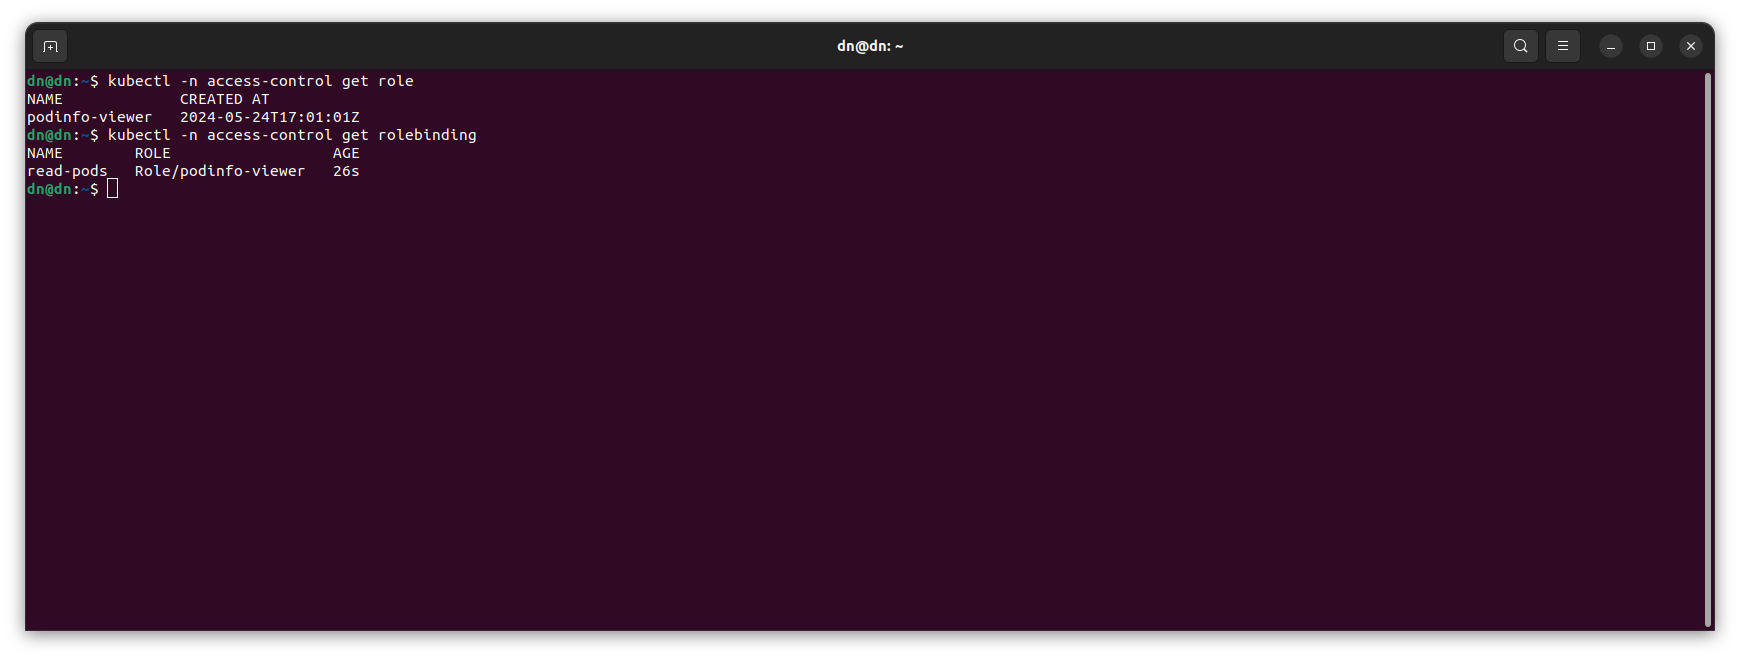 dn@dn: ~
dn@dn:~$ kubectl -n access-control get role
NAME             CREATED AT
podinfo-viewer   2024-05-24T17:01:01Z
dn@dn:~$ kubectl -n access-control get rolebinding
NAME        ROLE                  AGE
read-pods   Role/podinfo-viewer   26s
dn@dn:~$